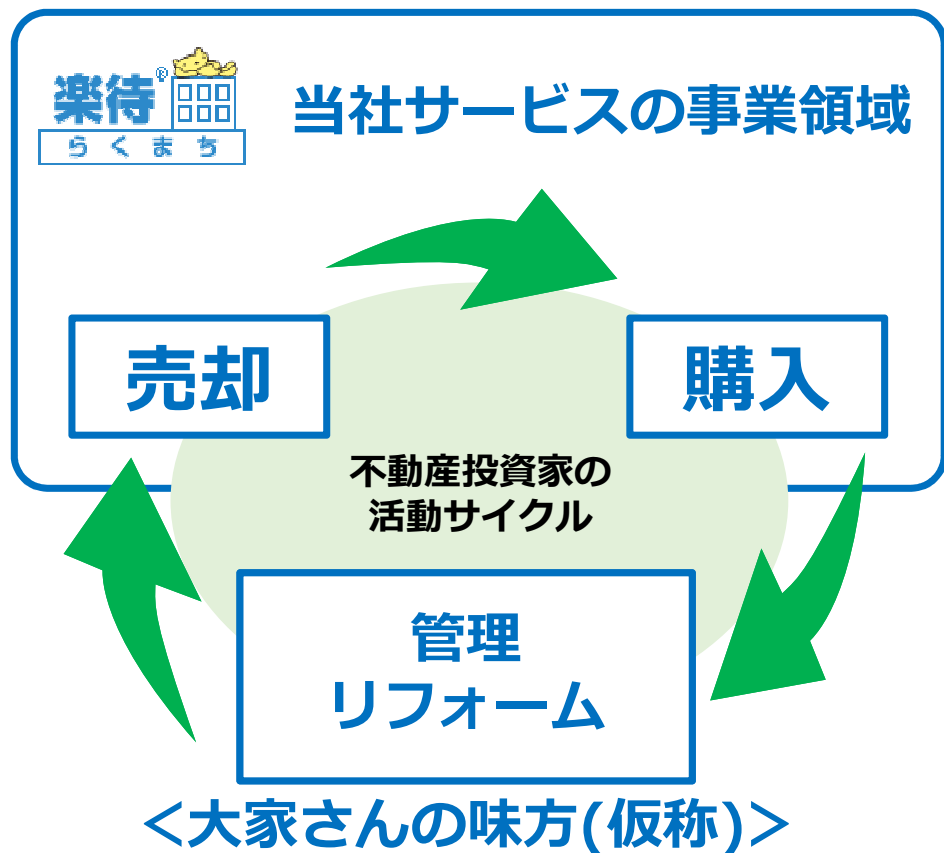 楽待®
らくまち
当社サービスの事業領域
売却
購入
不動産投資家の
活動サイクル
管理
リフォーム
＜大家さんの味方(仮称)＞